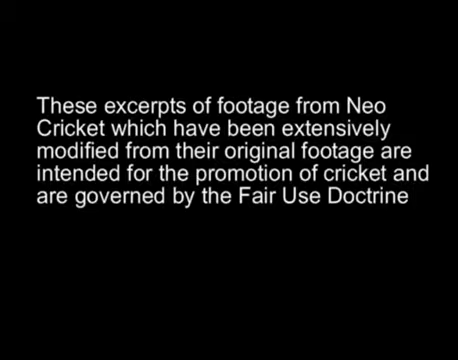 These excerpts of footage from Neo
Cricket which have been extensively
modified from their original footage are
intended for the promotion of cricket and
are governed by the Fair Use Doctrine